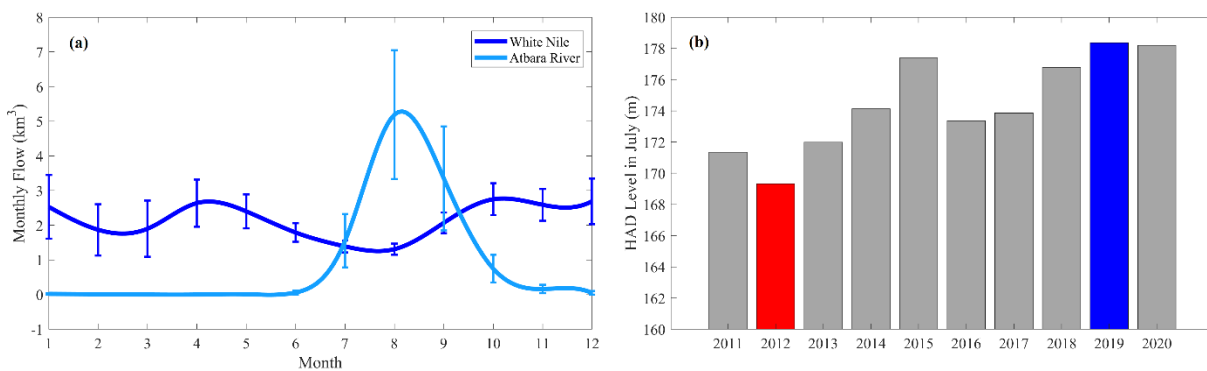 (a)
White Nile
Atbara River
8
7
6
5
4
3
2
1
0
-1
Monthly Flow (km³)
1 2 3 4 5 6 7 8 9 10 11 12
Month
(b)
180
178
176
174
172
170
168
166
164
162
160
HAD Level in July (m)
2011 2012 2013 2014 2015 2016 2017 2018 2019 2020